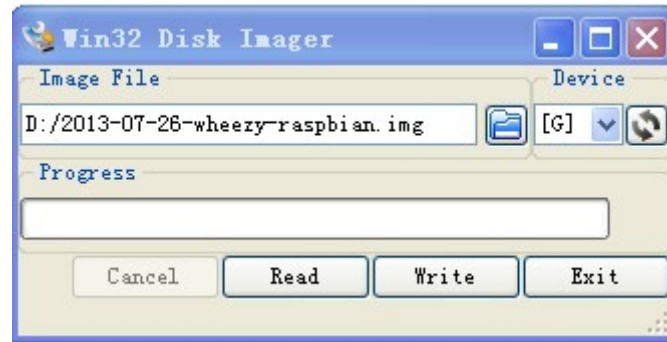 Win32 Disk Imager
Image File
Device
D:/2013-07-26-wheezy-raspbian.img
[G]
Progress
Cancel
Read
Write
Exit